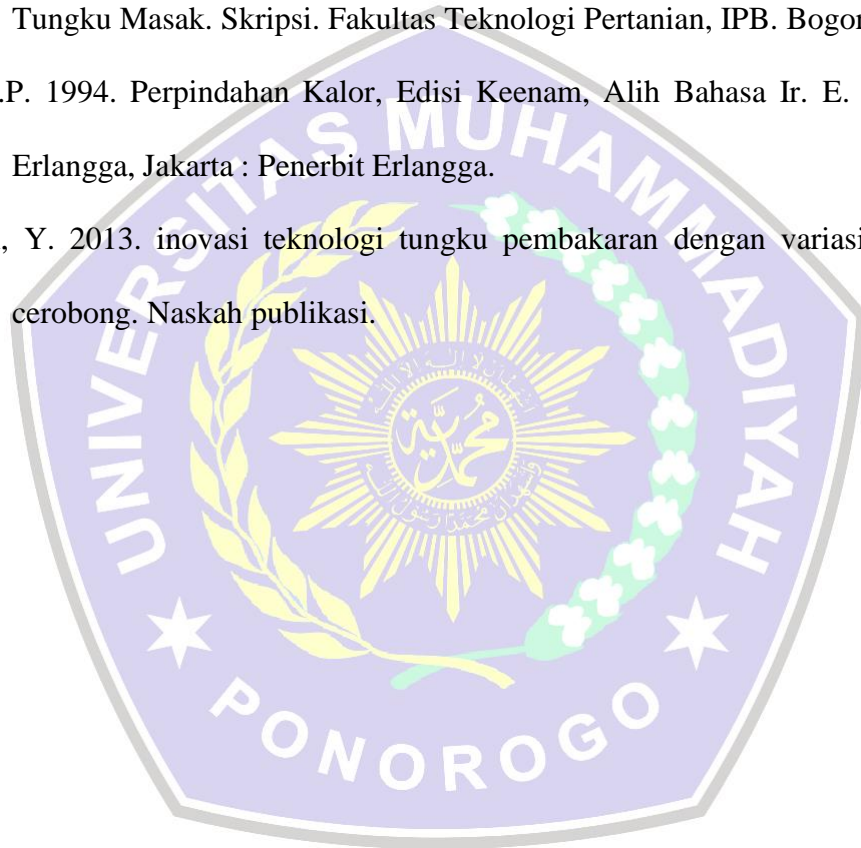 Tungku Masak. Skripsi. Fakultas Teknologi Pertanian, IPB. Bogor
.P. 1994. Perpindahan Kalor, Edisi Keenam, Alih Bahasa Ir. E.
Erlangga, Jakarta : Penerbit Erlangga.
, Y. 2013. inovasi teknologi tungku pembakaran dengan variasi
cerobong. Naskah publikasi.
UNIVERSITAS MUHAMMADIYAH
PONOROGO
محمدية